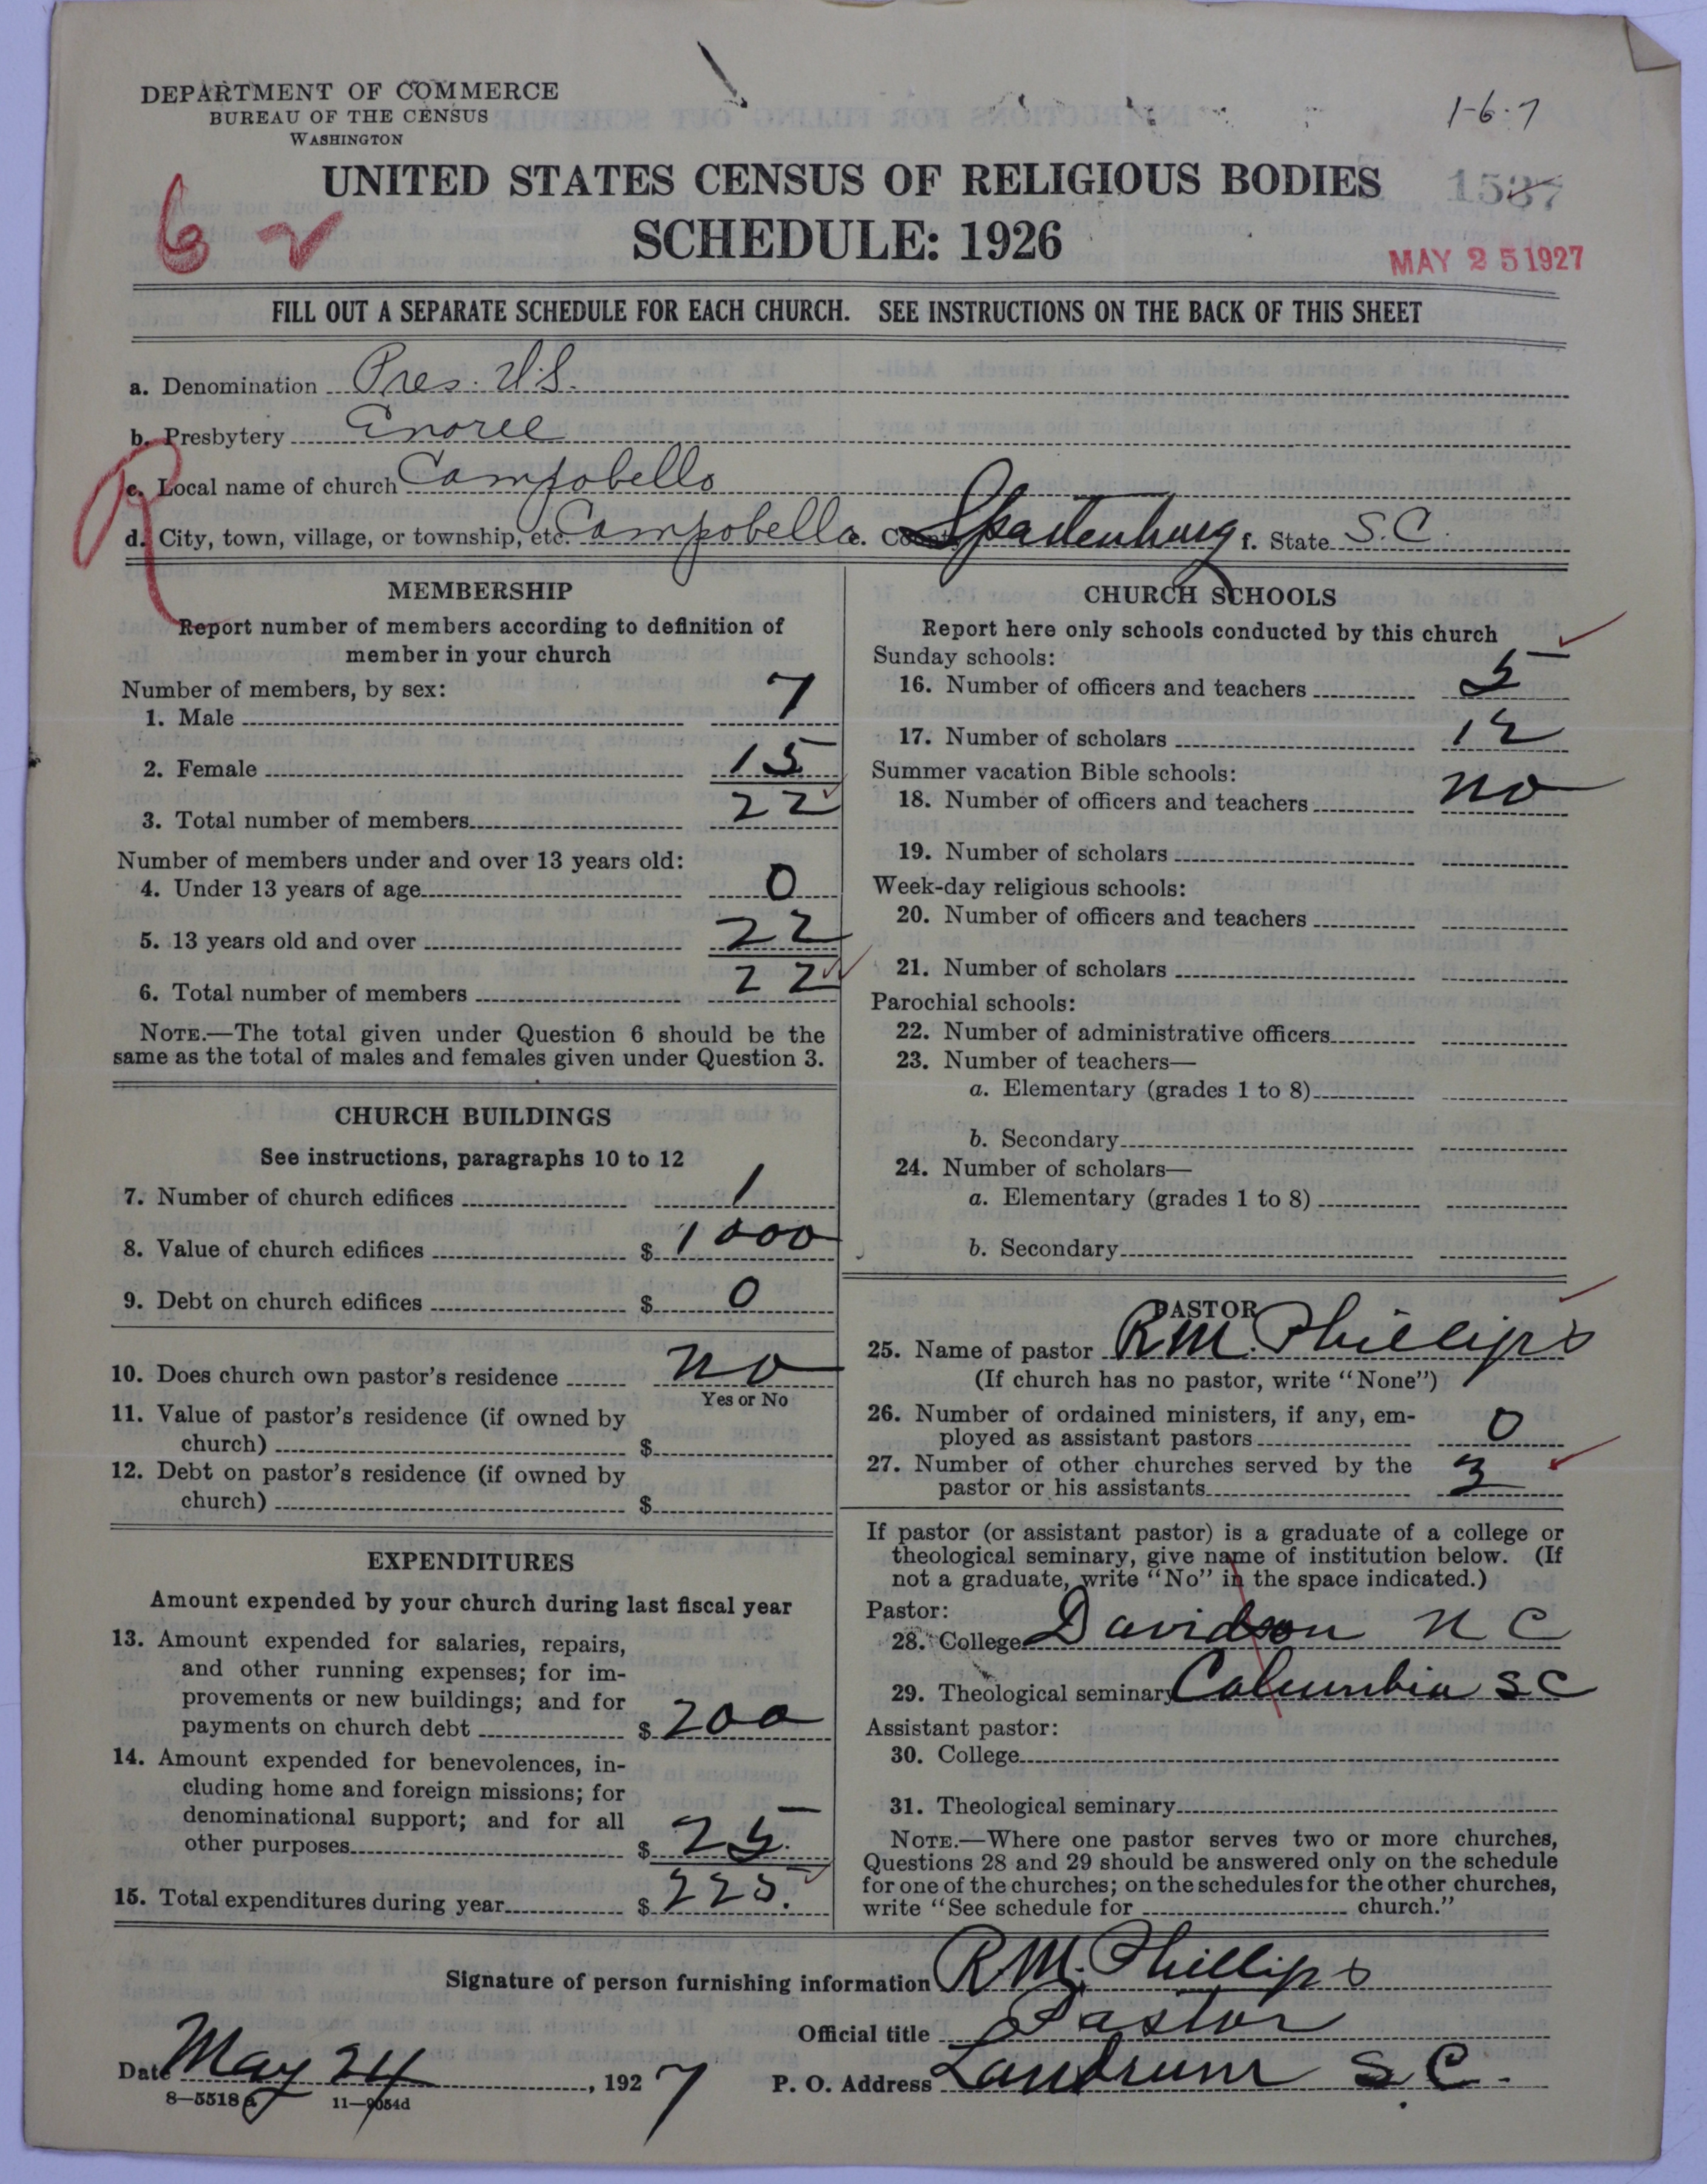 DEPARTMENT OF COMMERCE
BUREAU OF THE CENSUS
WASHINGTON
1-6-7
UNITED STATES CENSUS OF RELIGIOUS BODIES
1537
SCHEDULE: 1926
6 2
MAY 25 1927
FILL OUT A SEPARATE SCHEDULE FOR EACH CHURCH. SEE INSTRUCTIONS ON THE BACK OF THIS SHEET
a. Denomination Pres. U.S.
b. Presbytery Enoree
R
c. Local name of church Campobello
d. City, town, village, or township, etc. Campobello e. County Spartenburg f. State S.C.
MEMBERSHIP
Report number of members according to definition of
member in your church
Number of members, by sex:
1. Male 7
2. Female 15
3. Total number of members 22
Number of members under and over 13 years old:
4. Under 13 years of age 0
5. 13 years old and over 22
6. Total number of members 22
NOTE.—The total given under Question 6 should be the
same as the total of males and females given under Question 3.
CHURCH BUILDINGS
See instructions, paragraphs 10 to 12
7. Number of church edifices 1
8. Value of church edifices $ 1000
9. Debt on church edifices $ 0
10. Does church own pastor's residence no
Yes or No
11. Value of pastor's residence (if owned by
church) $
12. Debt on pastor's residence (if owned by
church) $
EXPENDITURES
Amount expended by your church during last fiscal year
13. Amount expended for salaries, repairs,
and other running expenses; for im-
provements or new buildings; and for
payments on church debt $ 200
14. Amount expended for benevolences, in-
cluding home and foreign missions; for
denominational support; and for all
other purposes $ 25.
15. Total expenditures during year $ 225.
CHURCH SCHOOLS
Report here only schools conducted by this church
Sunday schools:
16. Number of officers and teachers 5
17. Number of scholars 12
Summer vacation Bible schools:
18. Number of officers and teachers no
19. Number of scholars
Week-day religious schools:
20. Number of officers and teachers
21. Number of scholars
Parochial schools:
22. Number of administrative officers
23. Number of teachers—
a. Elementary (grades 1 to 8)
b. Secondary
24. Number of scholars—
a. Elementary (grades 1 to 8)
b. Secondary
PASTOR
25. Name of pastor R.M. Phillips
(If church has no pastor, write "None")
26. Number of ordained ministers, if any, em-
ployed as assistant pastors 0
27. Number of other churches served by the
pastor or his assistants 3
If pastor (or assistant pastor) is a graduate of a college or
theological seminary, give name of institution below. (If
not a graduate, write "No" in the space indicated.)
Pastor:
28. College Davidson N C
29. Theological seminary Columbia S C
Assistant pastor:
30. College
31. Theological seminary
NOTE.—Where one pastor serves two or more churches,
Questions 28 and 29 should be answered only on the schedule
for one of the churches; on the schedules for the other churches,
write "See schedule for church."
Signature of person furnishing information R.M. Phillips
Official title Pastor
Date May 24, 1927 P. O. Address Landrum S.C.
8—5518 a 11—9054d